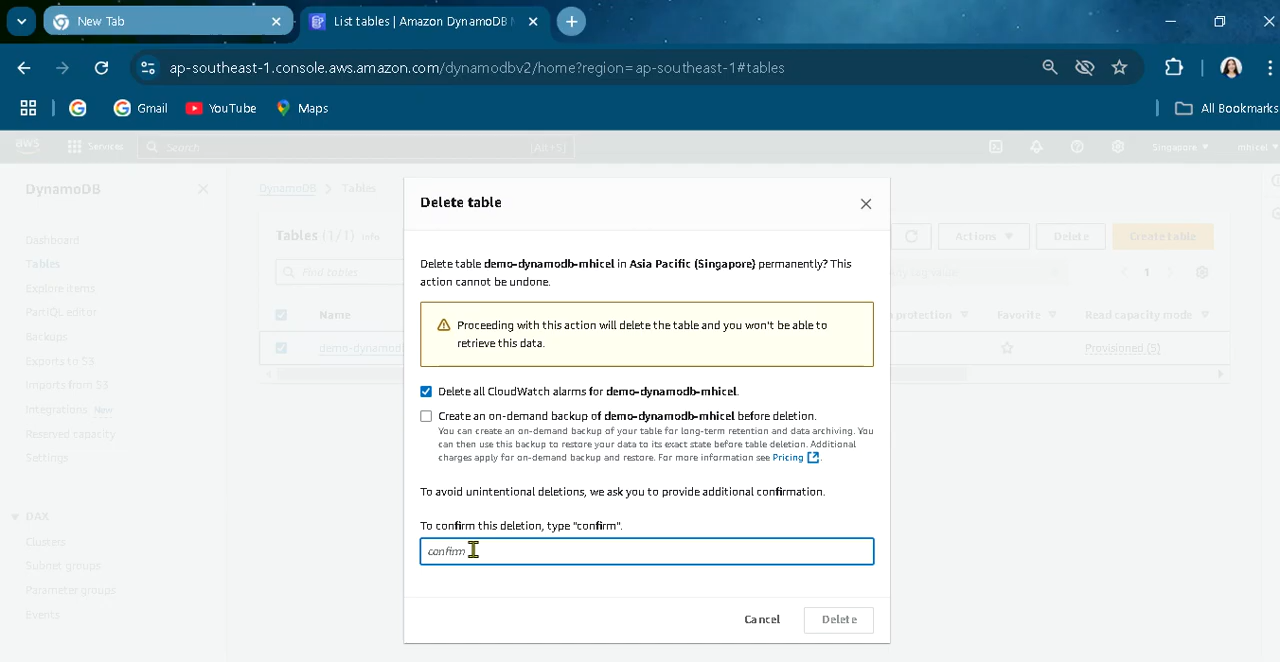 New Tab
List tables | Amazon DynamoDB M
ap-southeast-1.console.aws.amazon.com/dynamodbv2/home?region=ap-southeast-1#tables
Gmail
YouTube
Maps
All Bookmarks
aws
Services
Search
[Alt+S]
Singapore
mhicel
DynamoDB
Dashboard
Tables
Explore items
PartiQL editor
Backups
Exports to S3
Imports from S3
Integrations New
Reserved capacity
Settings
DAX
Clusters
Subnet groups
Parameter groups
Events
DynamoDB > Tables
Tables (1/1) Info
Actions
Delete
Create table
Find tables
tag value
1
Name
protection
Favorite
Read capacity mode
demo-dynamod
Provisioned (5)
Delete table
Delete table demo-dynamodb-mhicel in Asia Pacific (Singapore) permanently? This
action cannot be undone.
Proceeding with this action will delete the table and you won't be able to
retrieve this data.
Delete all CloudWatch alarms for demo-dynamodb-mhicel.
Create an on-demand backup of demo-dynamodb-mhicel before deletion.
You can create an on-demand backup of your table for long-term retention and data archiving. You
can then use this backup to restore your data to its exact state before table deletion. Additional
charges apply for on-demand backup and restore. For more information see Pricing.
To avoid unintentional deletions, we ask you to provide additional confirmation.
To confirm this deletion, type "confirm".
confirm
Cancel
Delete